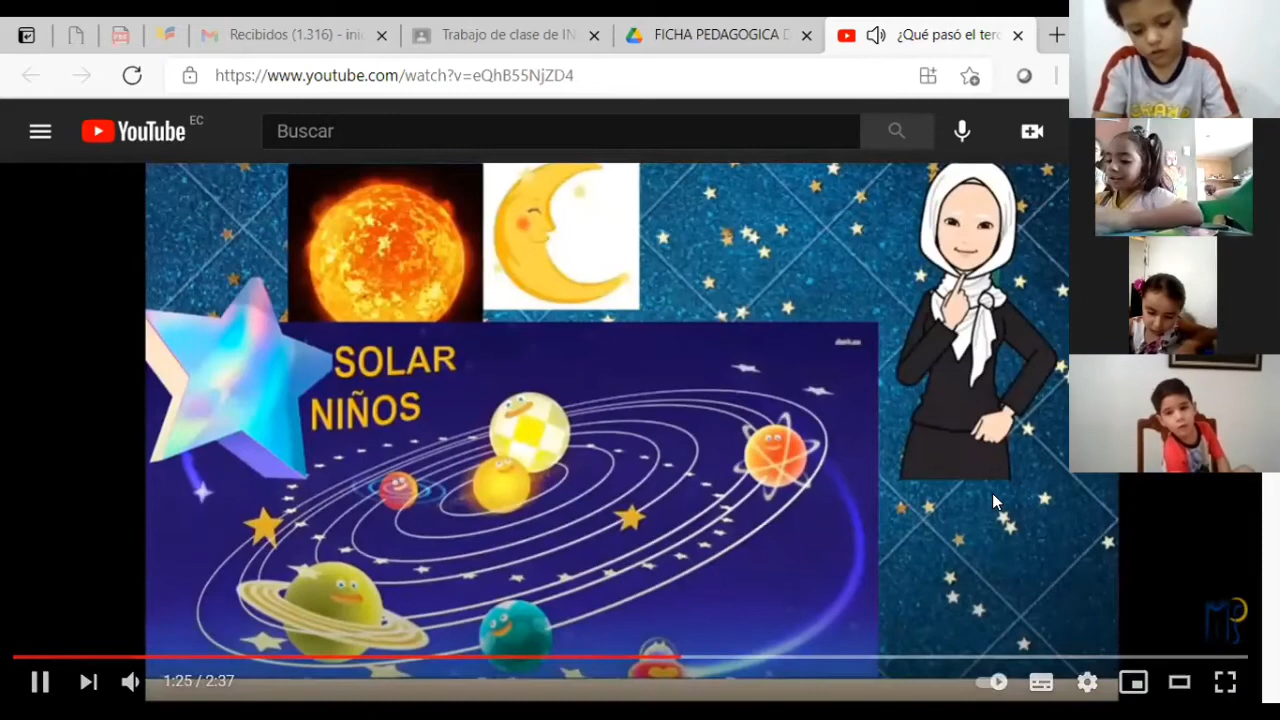 Recibidos (1.316) - ini
Trabajo de clase de IN
FICHA PEDAGOGICA D
¿Qué pasó el terc
https://www.youtube.com/watch?v=eQhB55NjZD4
YouTube EC
Buscar
SOLAR
NIÑOS
1:25 / 2:37